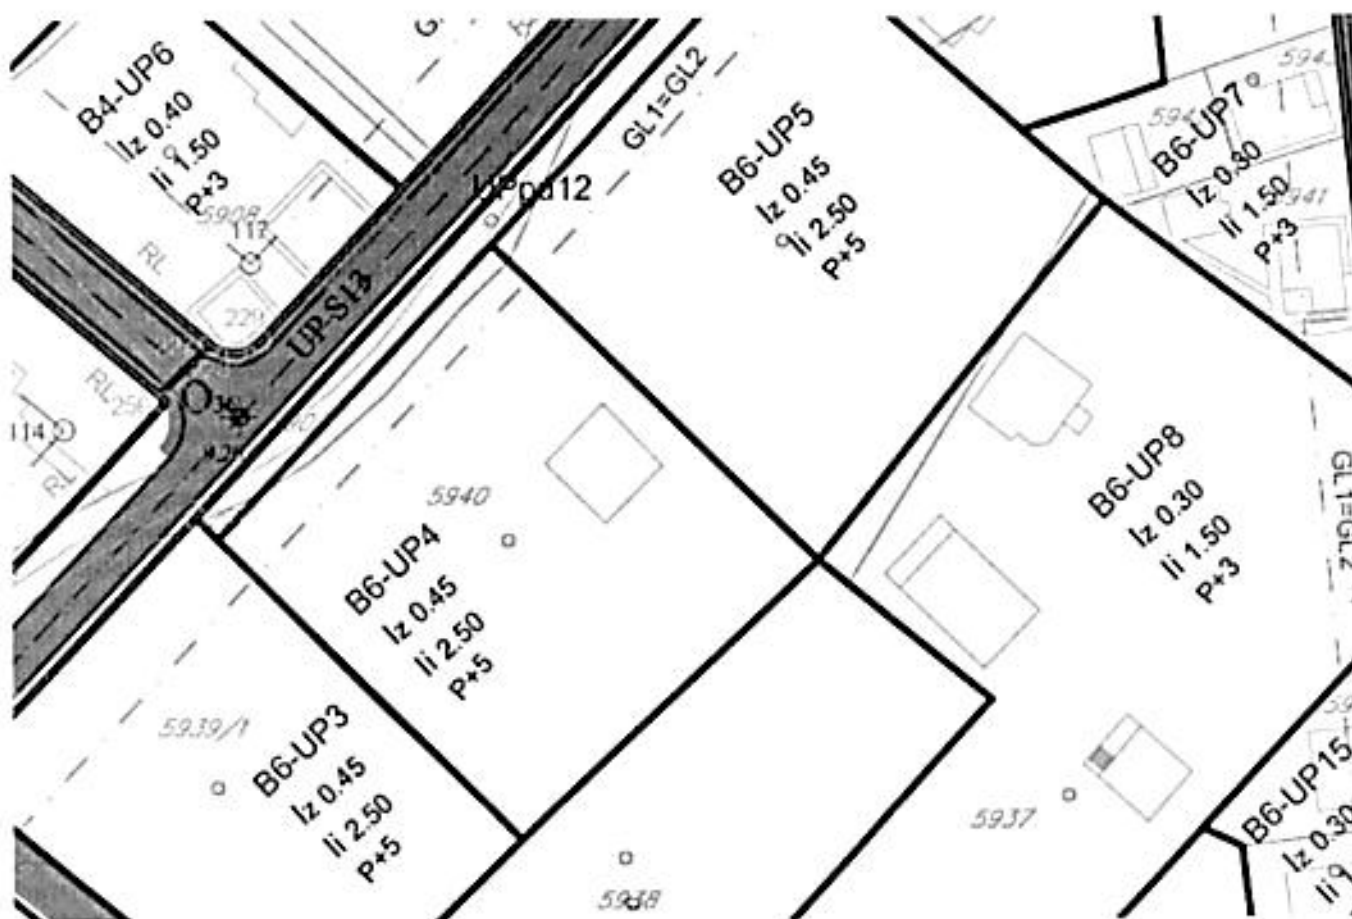 B4-UP6
Iz 0.40
Ii 1.50
P+3
5908
117
RL
229
UP-S13
UPpd12
GL1=GL2
B6-UP5
Iz 0.45
Ii 2.50
P+5
B6-UP7
Iz 0.30
Ii 1.50
P+3
RL
114
RL
5940
B6-UP4
Iz 0.45
Ii 2.50
P+5
B6-UP8
Iz 0.30
Ii 1.50
P+3
GL1=GL2
5939/1
B6-UP3
Iz 0.45
Ii 2.50
P+5
5937
5938
B6-UP15
Iz 0.30